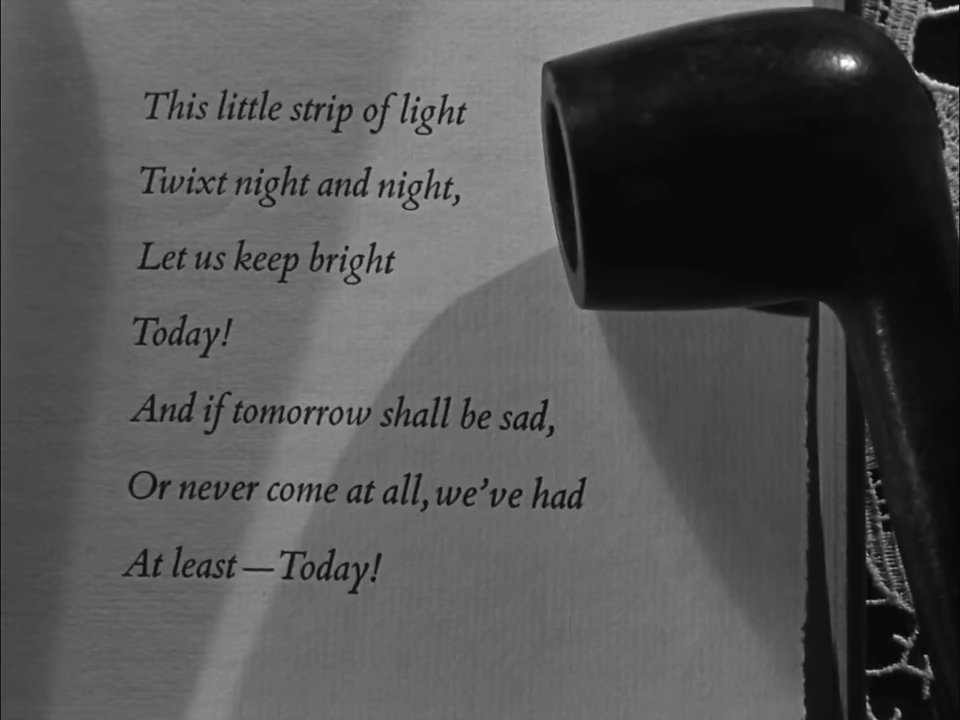 This little strip of light
Twixt night and night,
Let us keep bright
Today!
And if tomorrow shall be sad,
Or never come at all, we've had
At least—Today!